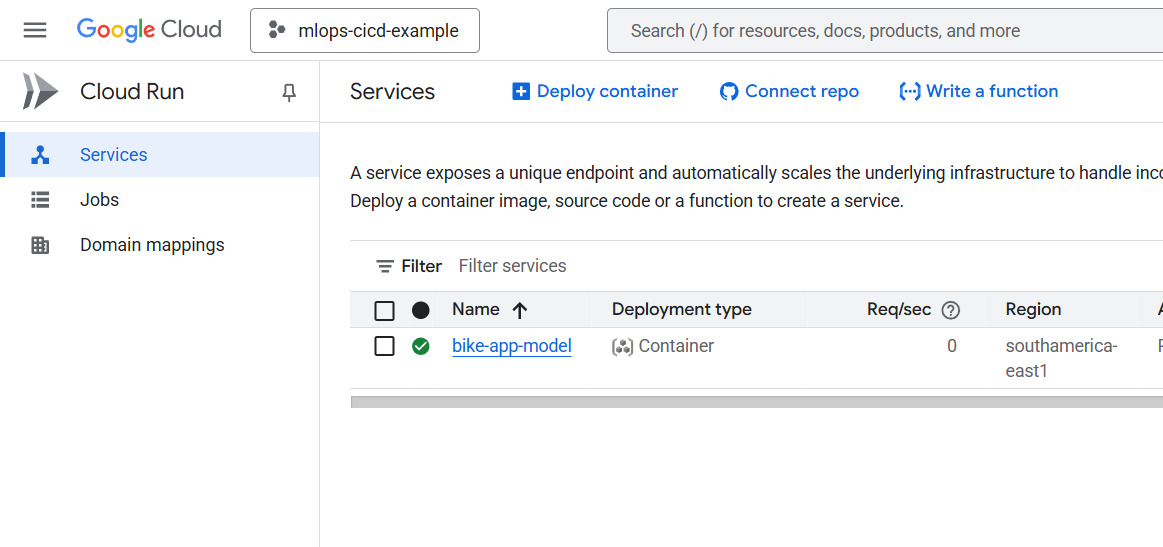 Google Cloud
mlops-cicd-example
Search (/) for resources, docs, products, and more
Cloud Run
Services
Deploy container
Connect repo
Write a function
Services
Jobs
Domain mappings
A service exposes a unique endpoint and automatically scales the underlying infrastructure to handle
Deploy a container image, source code or a function to create a service.
Filter Filter services
Name Deployment type Req/sec Region
bike-app-model Container 0 southamerica-
east1